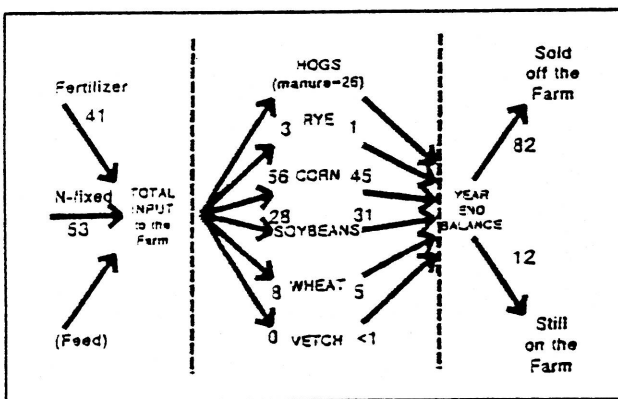 Fertilizer
41
N-fixed
53
(Feed)
TOTAL
INPUT
to the
Farm
HOGS
(manure=26)
3 RYE 1
56 CORN 45
28 31
SOYBEANS
8 WHEAT 5
0 VETCH <1
YEAR
END
BALANCE
Sold
off the
Farm
82
12
Still
on the
Farm